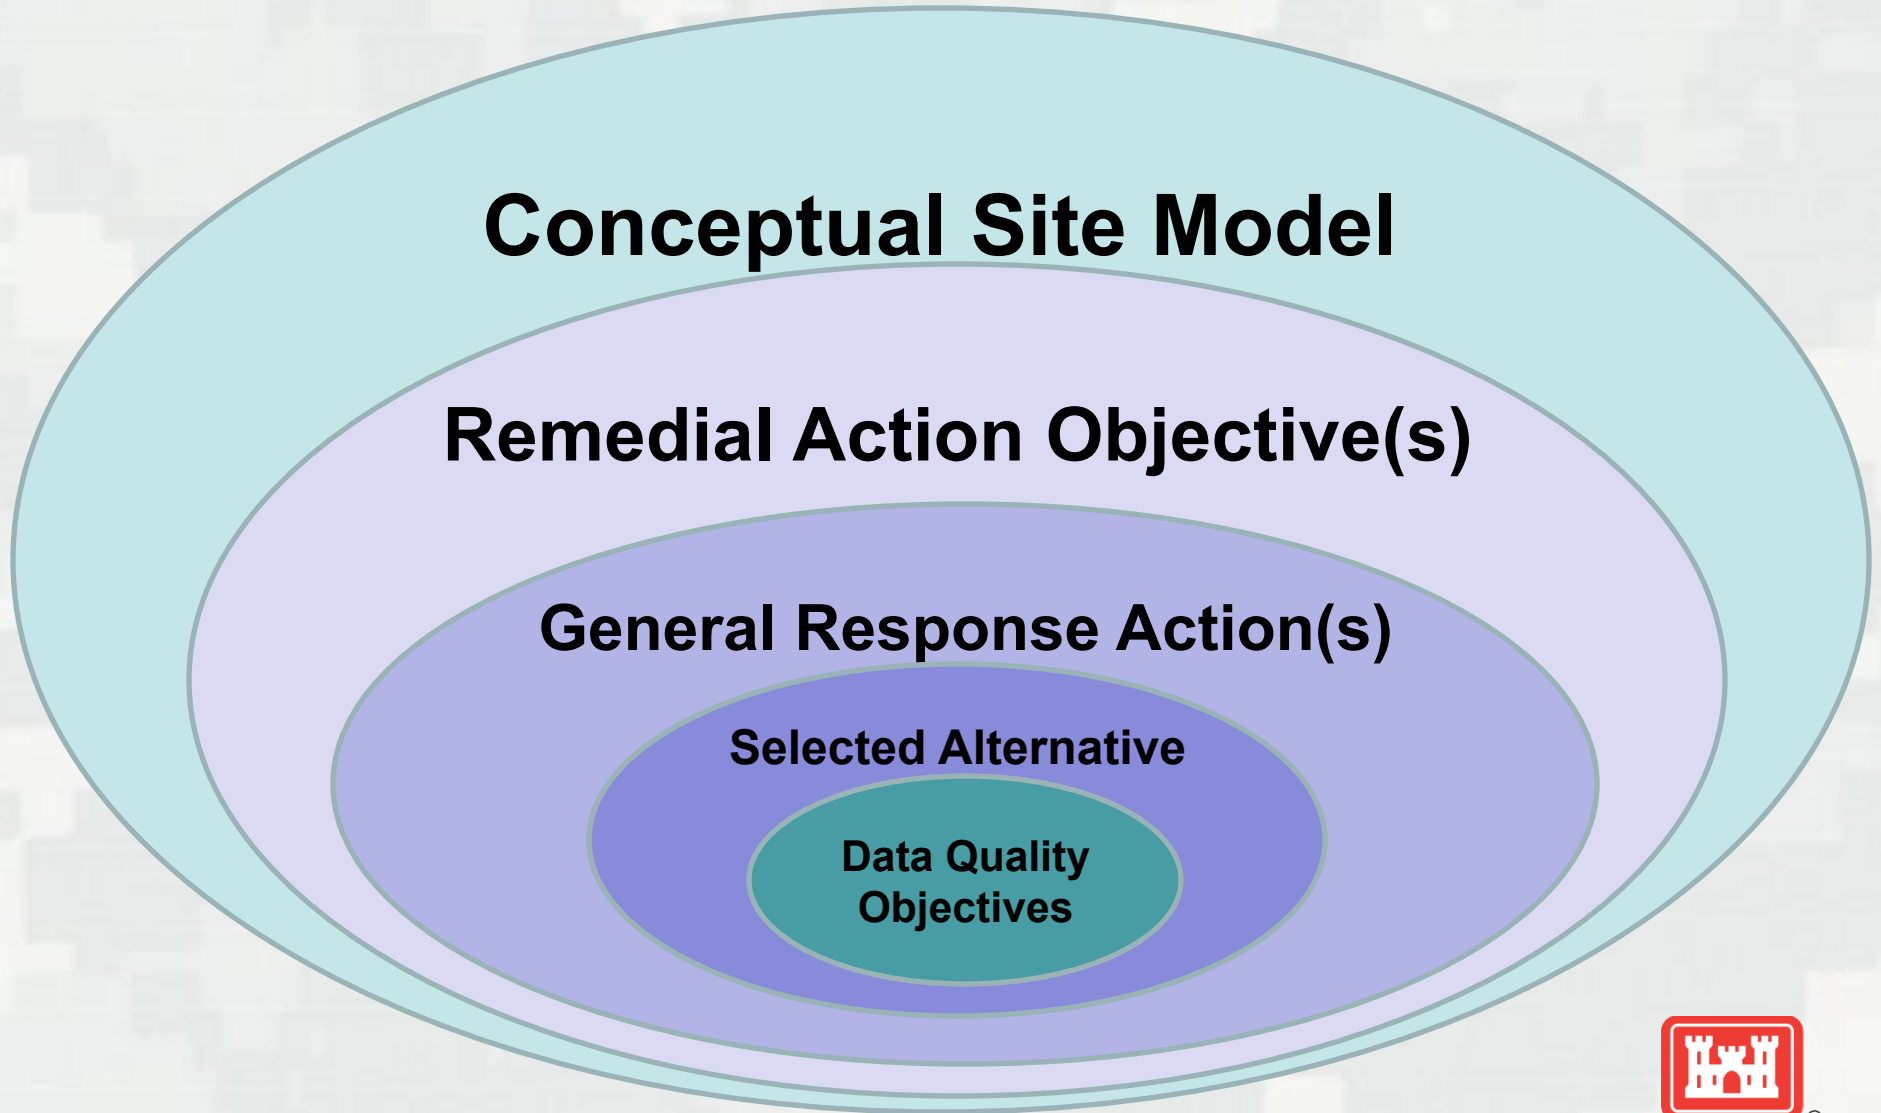 Conceptual Site Model
Remedial Action Objective(s)
General Response Action(s)
Selected Alternative
Data Quality
Objectives